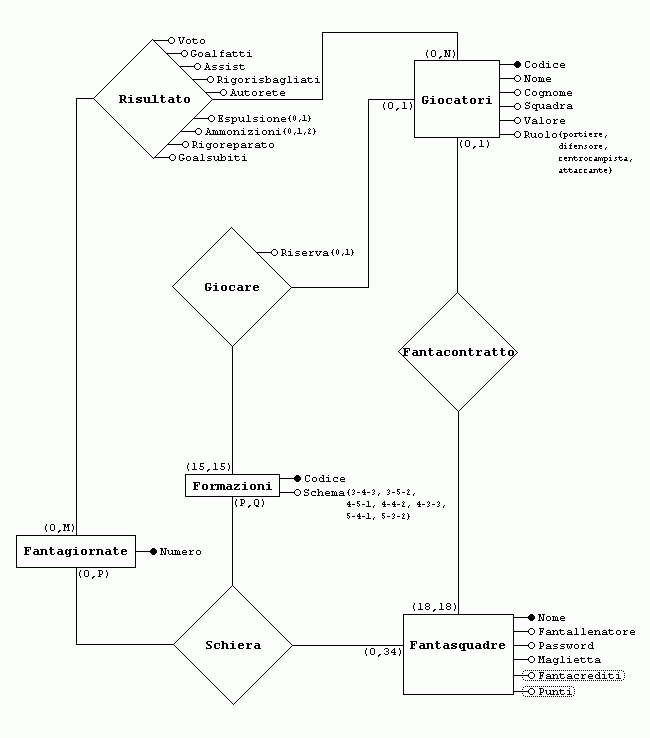 Voto
Goalfatti
Assist
Rigorisbagliati
Autorete
Risultato
Espulsione{0,1}
Ammonizioni{0,1,2}
Rigoreparato
Goalsubiti
(0,N)
(0,1)
Giocatori
(0,1)
Codice
Nome
Cognome
Squadra
Valore
Ruolo{portiere,
difensore,
centrocampista,
attaccante}
Riserva{0,1}
Giocare
Fantacontratto
(15,15)
Formazioni
(P,Q)
Codice
Schema{3-4-3, 3-5-2,
4-5-1, 4-4-2, 4-3-3,
5-4-1, 5-3-2}
(0,M)
Fantagiornate
(0,P)
Numero
Schiera
(18,18)
(0,34)
Fantasquadre
Nome
Fantallenatore
Password
Maglietta
Fantacrediti
Punti